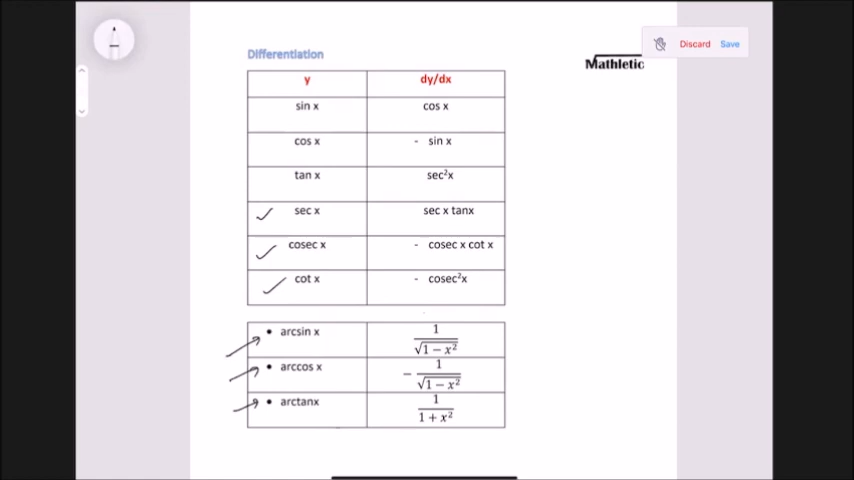 Discard Save
Differentiation
Mathletic
y dy/dx
sin x cos x
cos x - sin x
tan x sec²x
sec x sec x tanx
cosec x - cosec x cot x
cot x - cosec²x
• arcsin x 1/√(1 − x²)
• arccos x − 1/√(1 − x²)
• arctanx 1/(1 + x²)